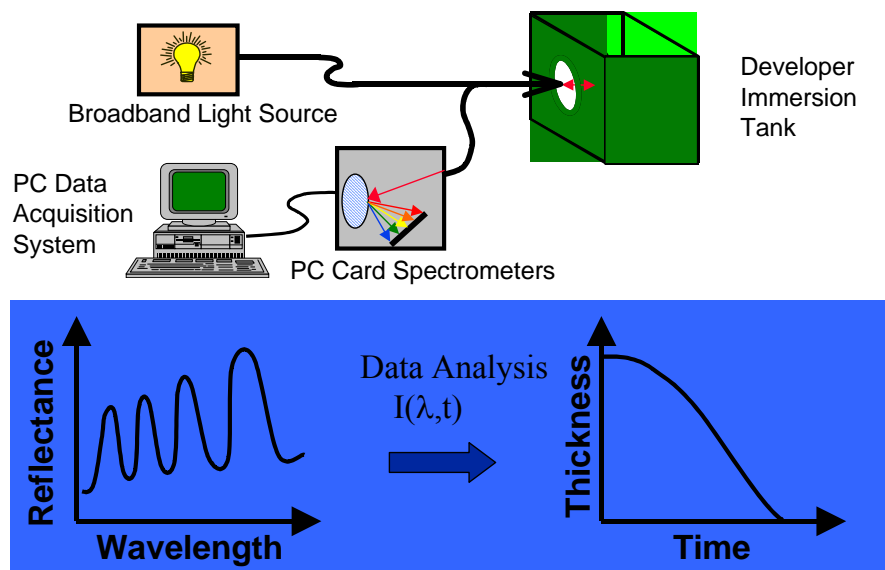 Broadband Light Source
Developer
Immersion
Tank
PC Data
Acquisition
System
PC Card Spectrometers
Reflectance
Wavelength
Data Analysis
I(λ,t)
Thickness
Time